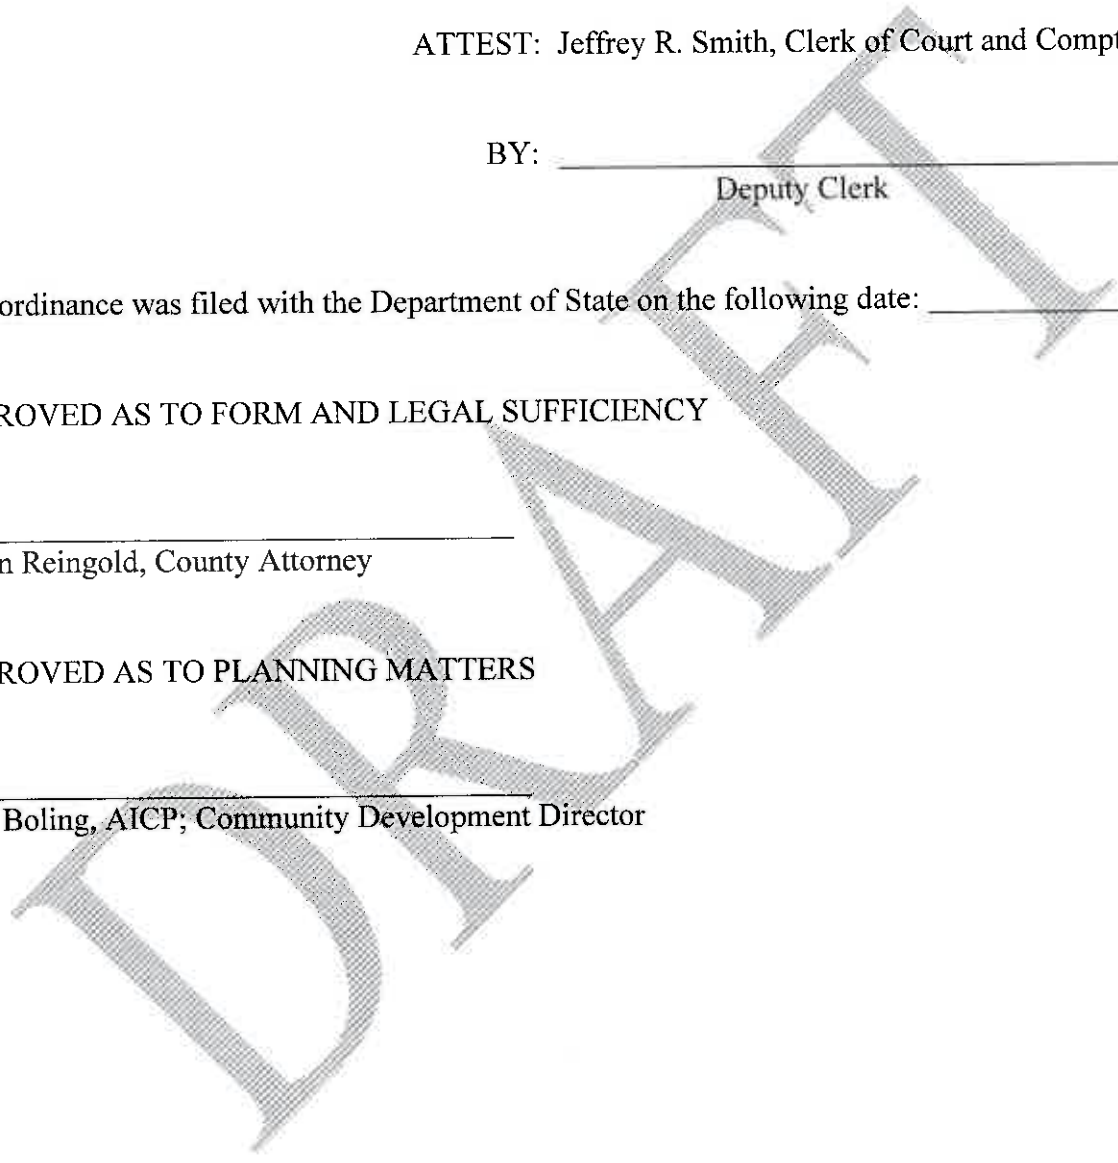 ATTEST: Jeffrey R. Smith, Clerk of Court and Compt
BY:
Deputy Clerk
ordinance was filed with the Department of State on the following date:
ROVED AS TO FORM AND LEGAL SUFFICIENCY
n Reingold, County Attorney
ROVED AS TO PLANNING MATTERS
Boling, AICP; Community Development Director
DRAFT